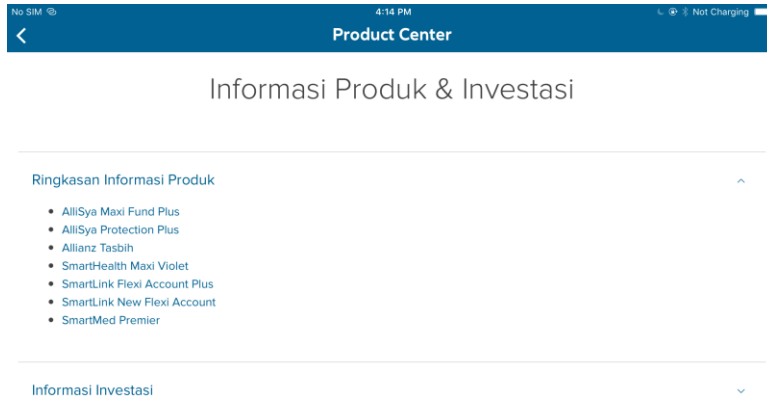 No SIM
4:14 PM
Not Charging
Product Center
Informasi Produk & Investasi
Ringkasan Informasi Produk
AlliSya Maxi Fund Plus
AlliSya Protection Plus
Allianz Tasbih
SmartHealth Maxi Violet
SmartLink Flexi Account Plus
SmartLink New Flexi Account
SmartMed Premier
Informasi Investasi